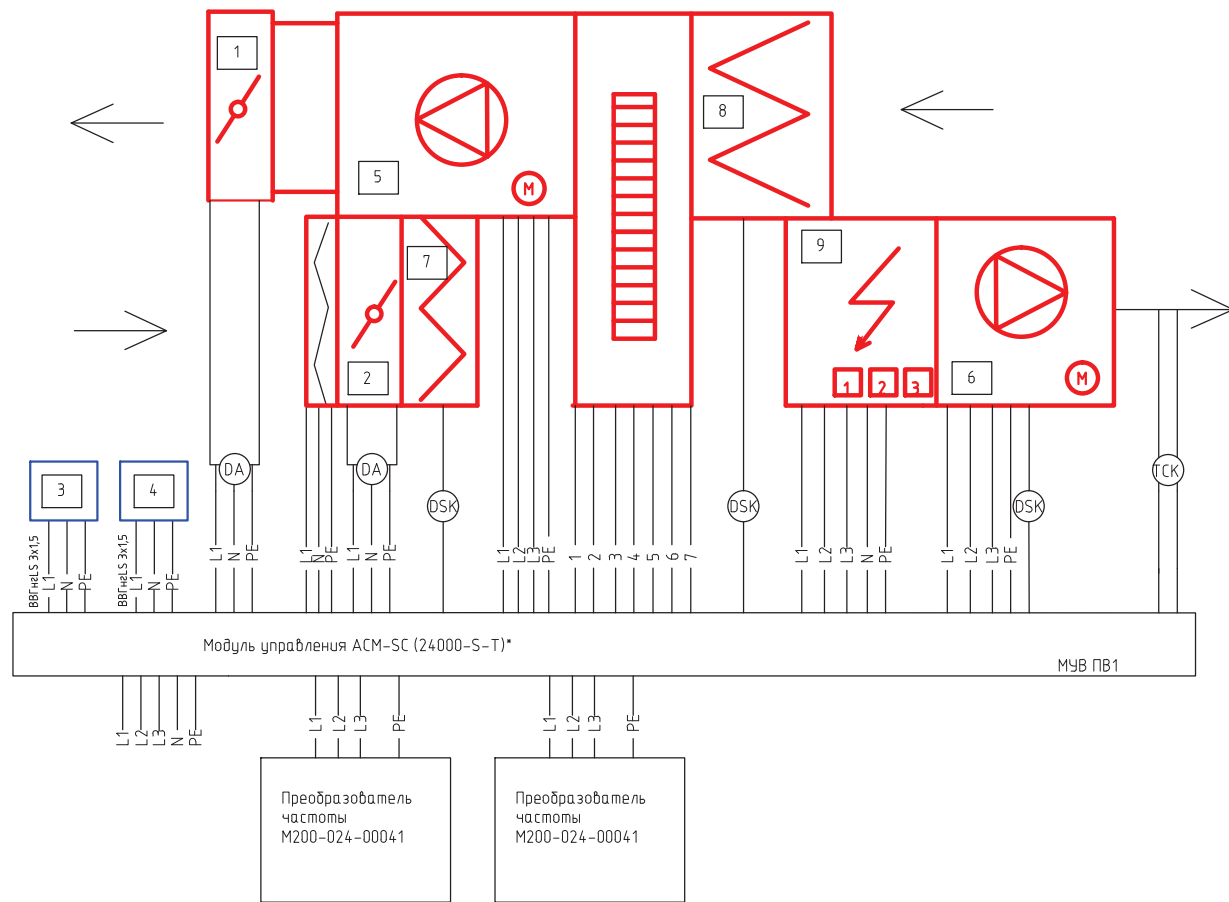 1
8
5
M
9
7
2
6
1 2 3
M
3
4
DA
DA
DSK
DSK
DSK
TCK
ВВГнгLS 3х1,5
L1
N
PE
ВВГнгLS 3х1,5
L1
N
PE
L1
N
PE
L1
N
PE
L1
N
PE
L1
L2
L3
PE
1
2
3
4
5
6
7
L1
L2
L3
N
PE
L1
L2
L3
PE
Модуль управления ACM-SC (24000-S-T)*
МУВ ПВ1
L1
L2
L3
N
PE
L1
L2
L3
PE
L1
L2
L3
PE
Преобразователь
частоты
M200-024-00041
Преобразователь
частоты
M200-024-00041